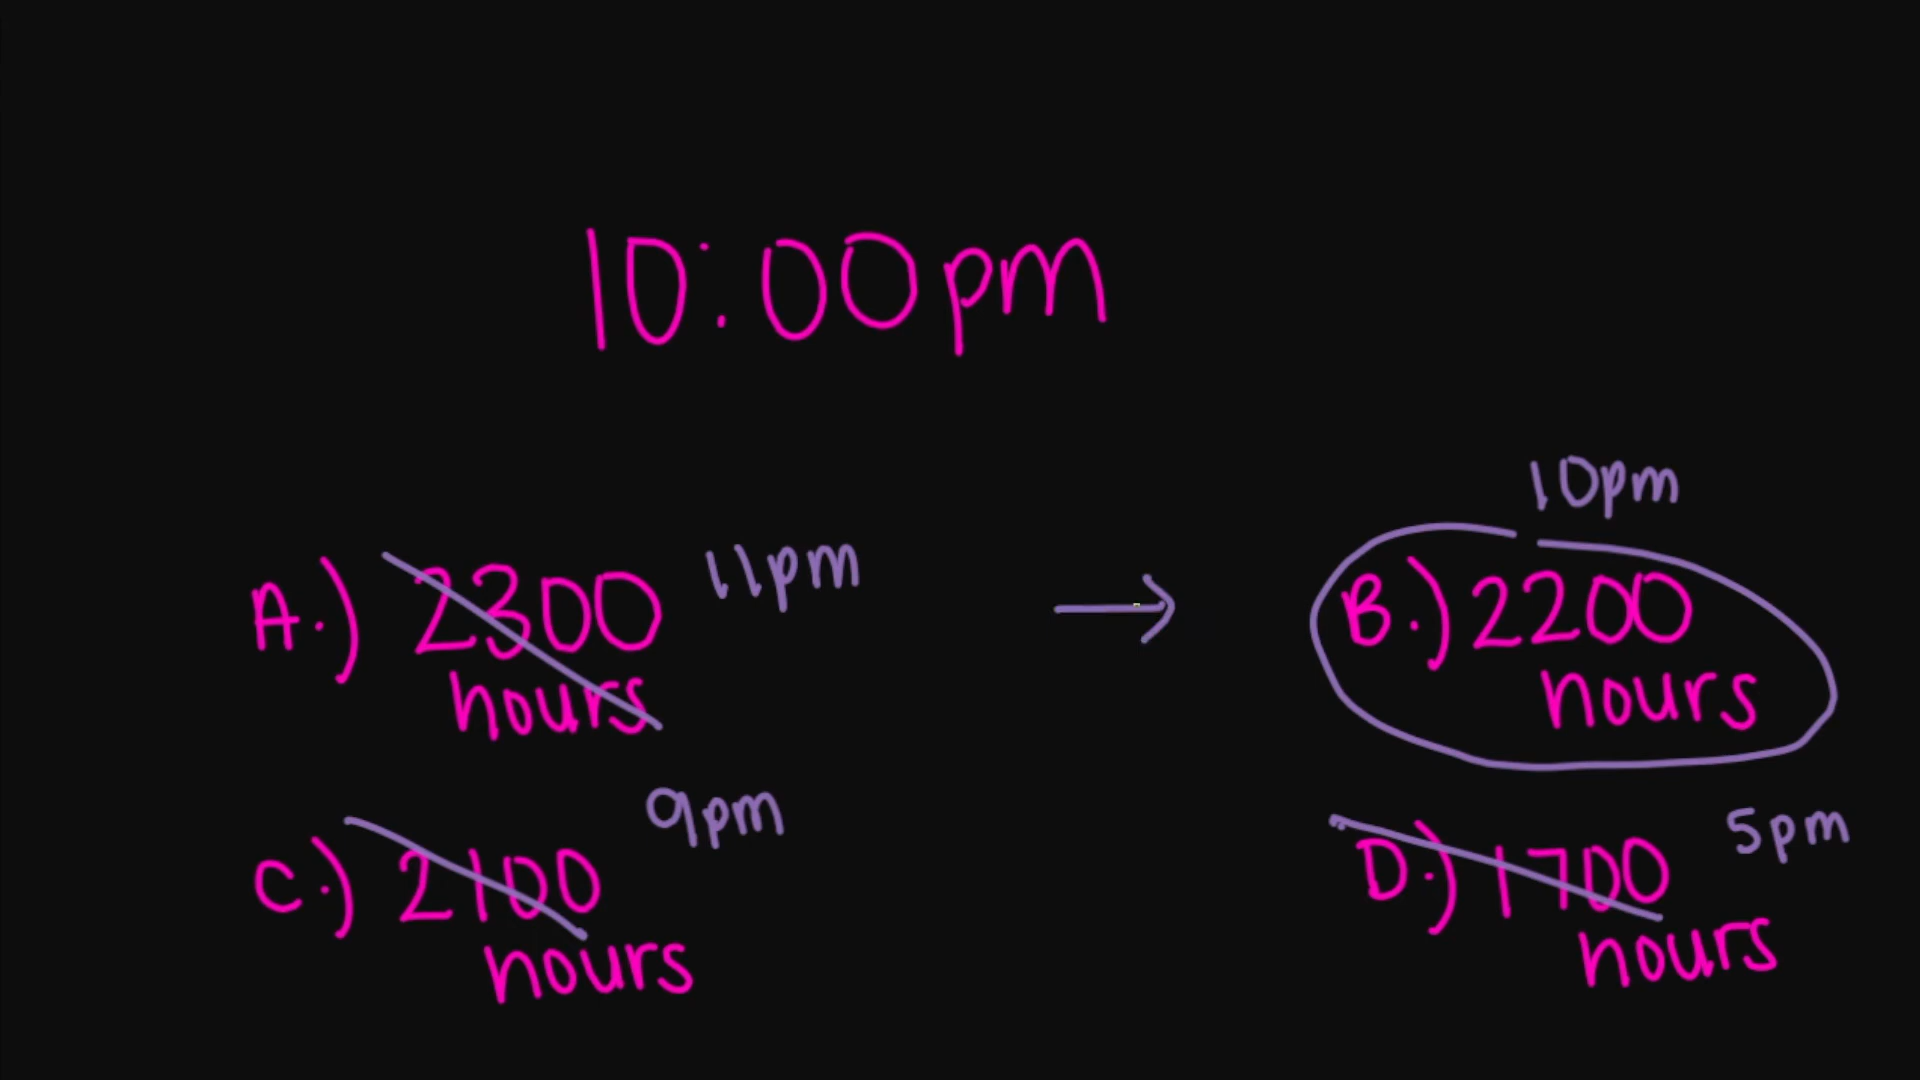 10:00pm
10pm
A.) 2300 11pm
hours
→ B.) 2200
hours
9pm
C.) 2100
hours
5pm
D.) 1700
hours